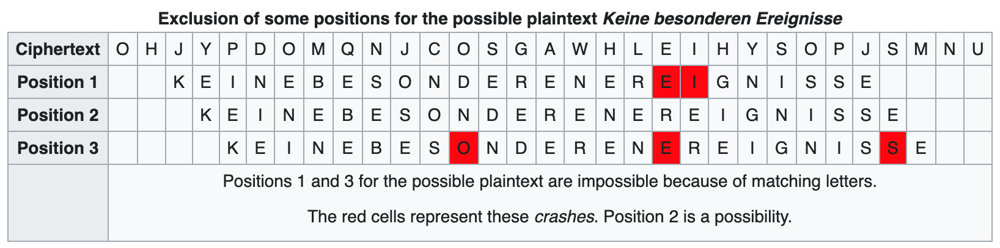 Exclusion of some positions for the possible plaintext Keine besonderen Ereignisse
Ciphertext O H J Y P D O M Q N J C O S G A W H L E I H Y S O P J S M N U
Position 1 K E I N E B E S O N D E R E N E R E I G N I S S E
Position 2 K E I N E B E S O N D E R E N E R E I G N I S S E
Position 3 K E I N E B E S O N D E R E N E R E I G N I S S E
Positions 1 and 3 for the possible plaintext are impossible because of matching letters.
The red cells represent these crashes. Position 2 is a possibility.